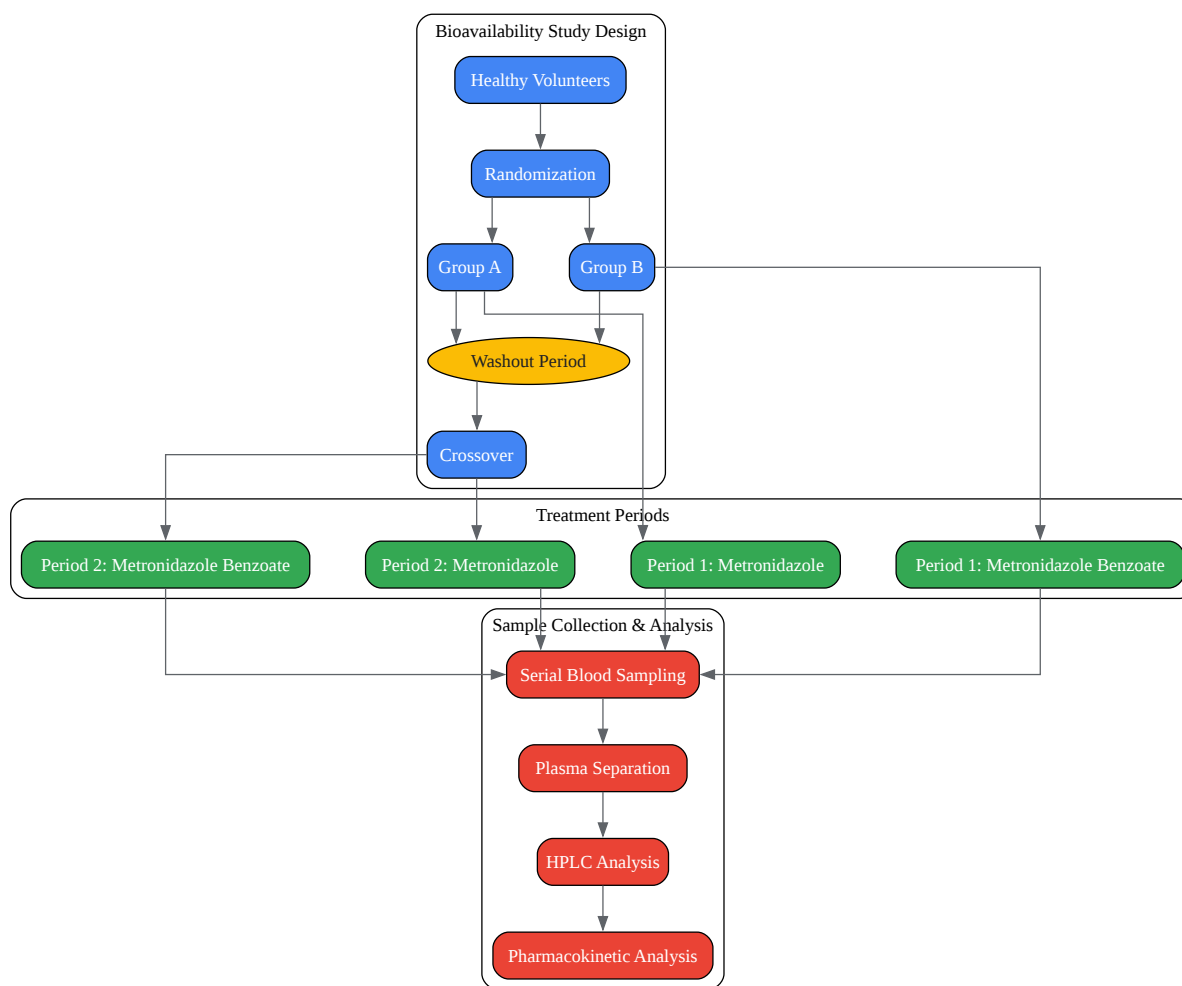 Bioavailability Study Design
Healthy Volunteers
Randomization
Group A
Group B
Washout Period
Crossover
Treatment Periods
Period 2: Metronidazole Benzoate
Period 2: Metronidazole
Period 1: Metronidazole
Period 1: Metronidazole Benzoate
Sample Collection & Analysis
Serial Blood Sampling
Plasma Separation
HPLC Analysis
Pharmacokinetic Analysis